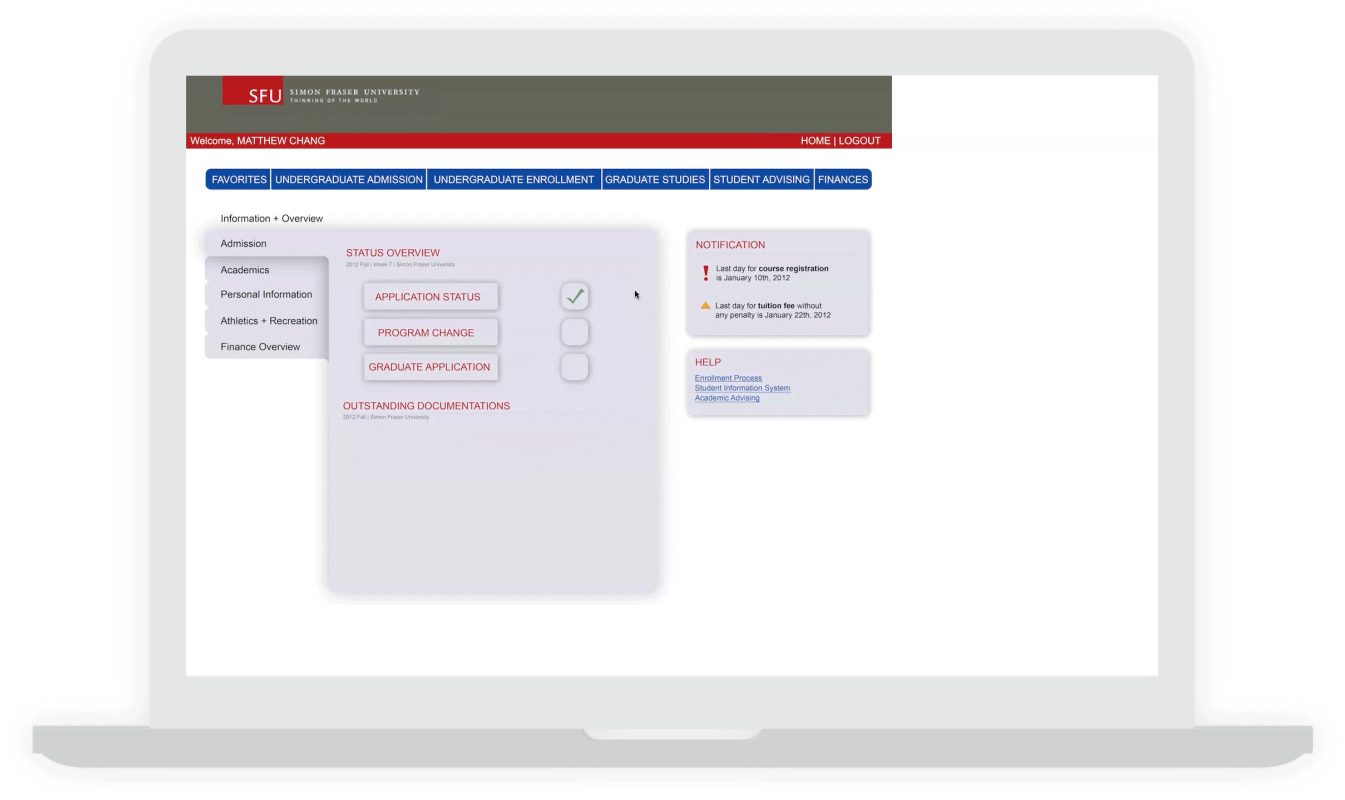 SFU SIMON FRASER UNIVERSITY
THINKING OF THE WORLD
Welcome, MATTHEW CHANG HOME | LOGOUT
FAVORITES UNDERGRADUATE ADMISSION UNDERGRADUATE ENROLLMENT GRADUATE STUDIES STUDENT ADVISING FINANCES
Information + Overview
Admission
Academics
Personal Information
Athletics + Recreation
Finance Overview
STATUS OVERVIEW
2012 Fall | Week 7 | Simon Fraser University
APPLICATION STATUS
PROGRAM CHANGE
GRADUATE APPLICATION
OUTSTANDING DOCUMENTATIONS
2012 Fall | Simon Fraser University
NOTIFICATION
Last day for course registration
is January 10th, 2012
Last day for tuition fee without
any penalty is January 22th, 2012
HELP
Enrollment Process
Student Information System
Academic Advising